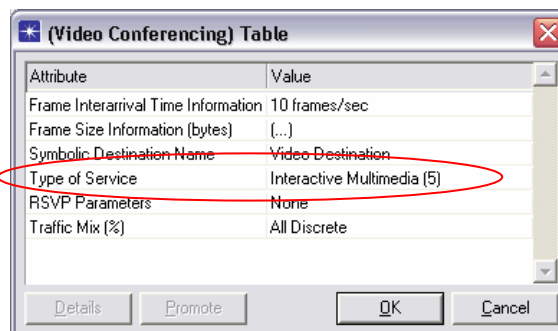 (Video Conferencing) Table
Attribute Value
Frame Interarrival Time Information 10 frames/sec
Frame Size Information (bytes) (...)
Symbolic Destination Name Video Destination
Type of Service Interactive Multimedia (5)
RSVP Parameters None
Traffic Mix (%) All Discrete
Details Promote OK Cancel